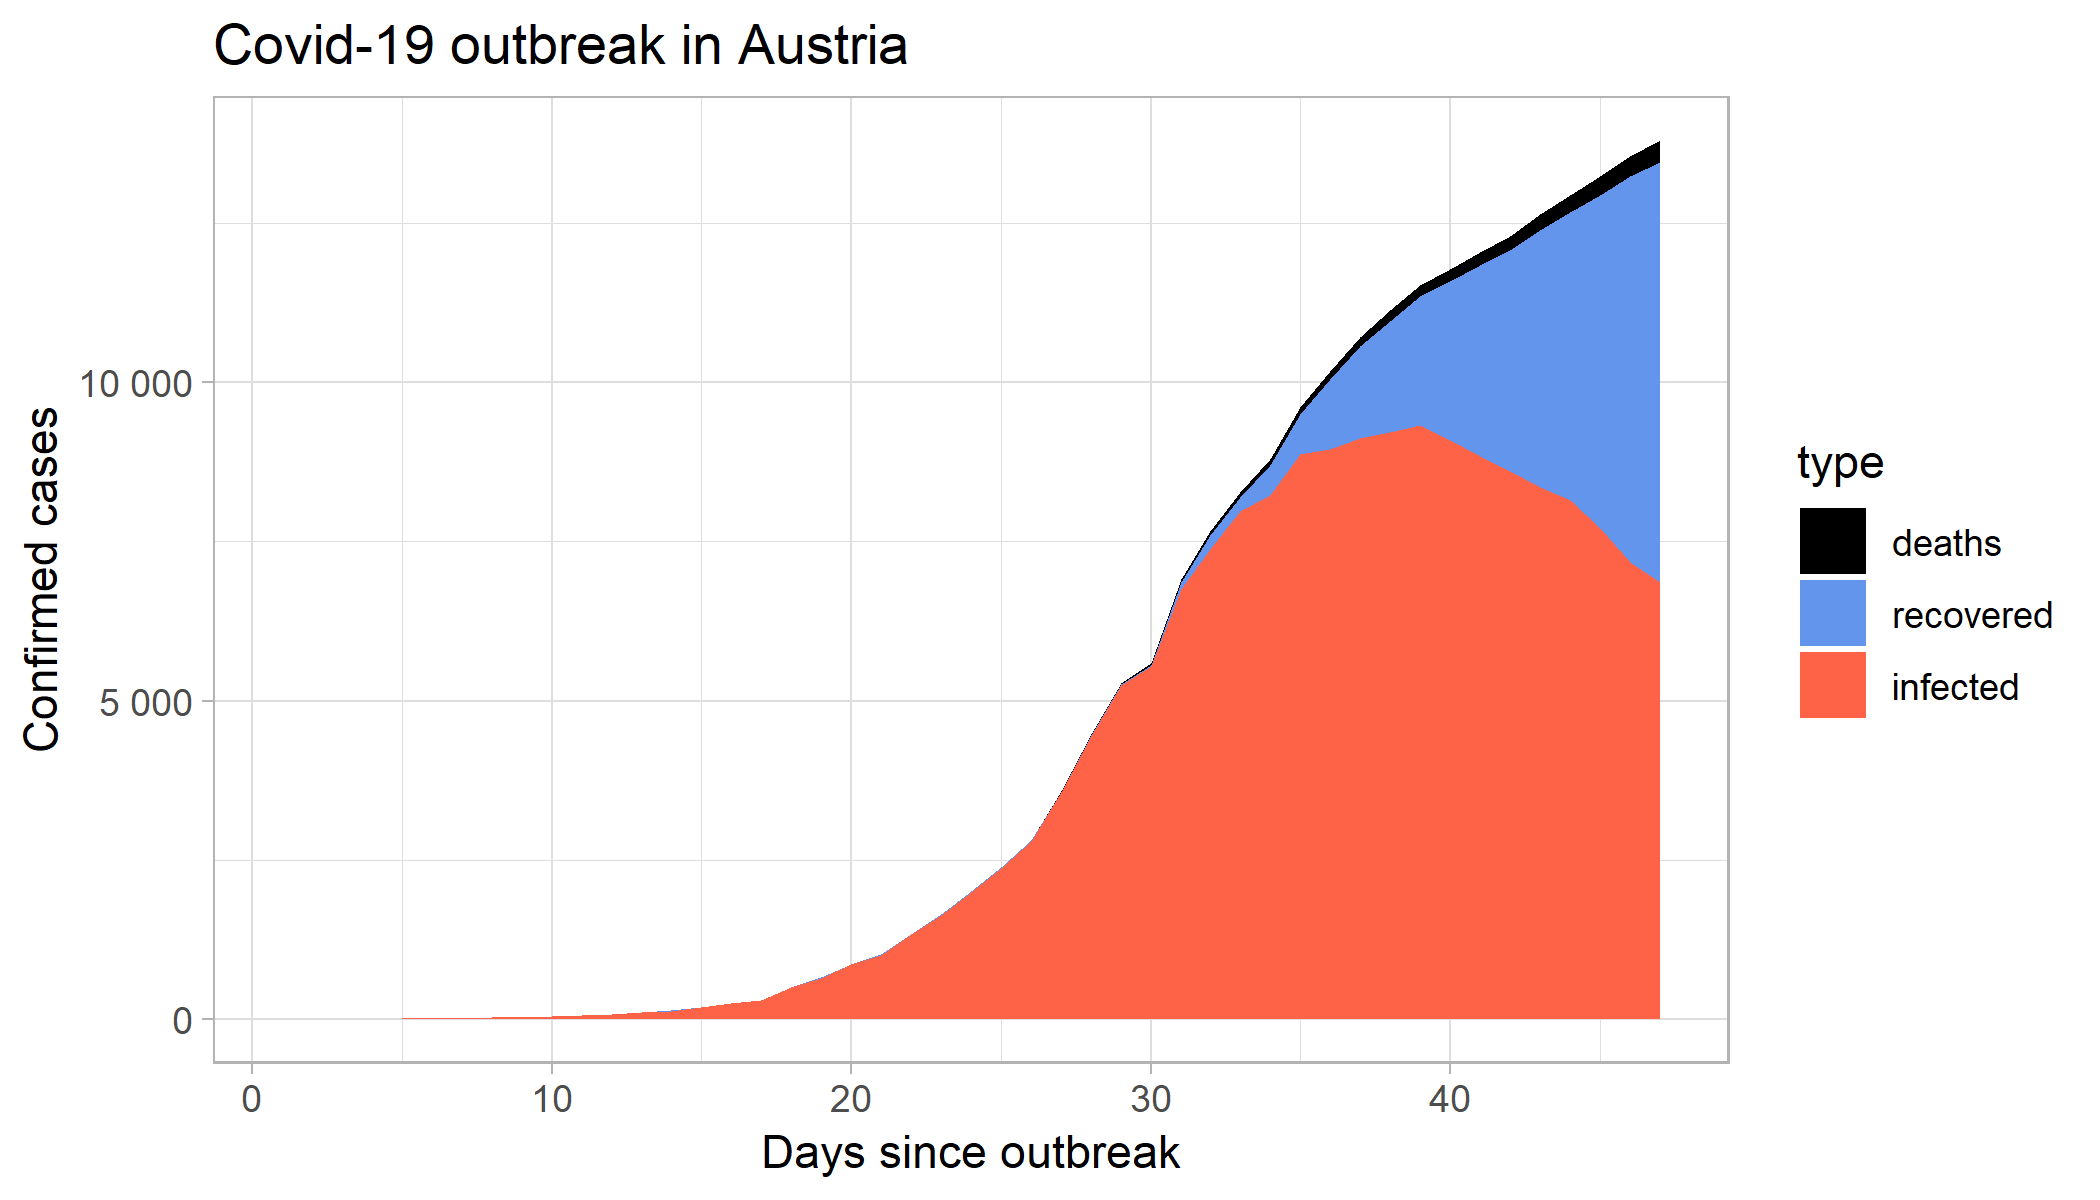 Covid-19 outbreak in Austria
Confirmed cases
10 000
5 000
0
0 10 20 30 40
Days since outbreak
type
deaths
recovered
infected